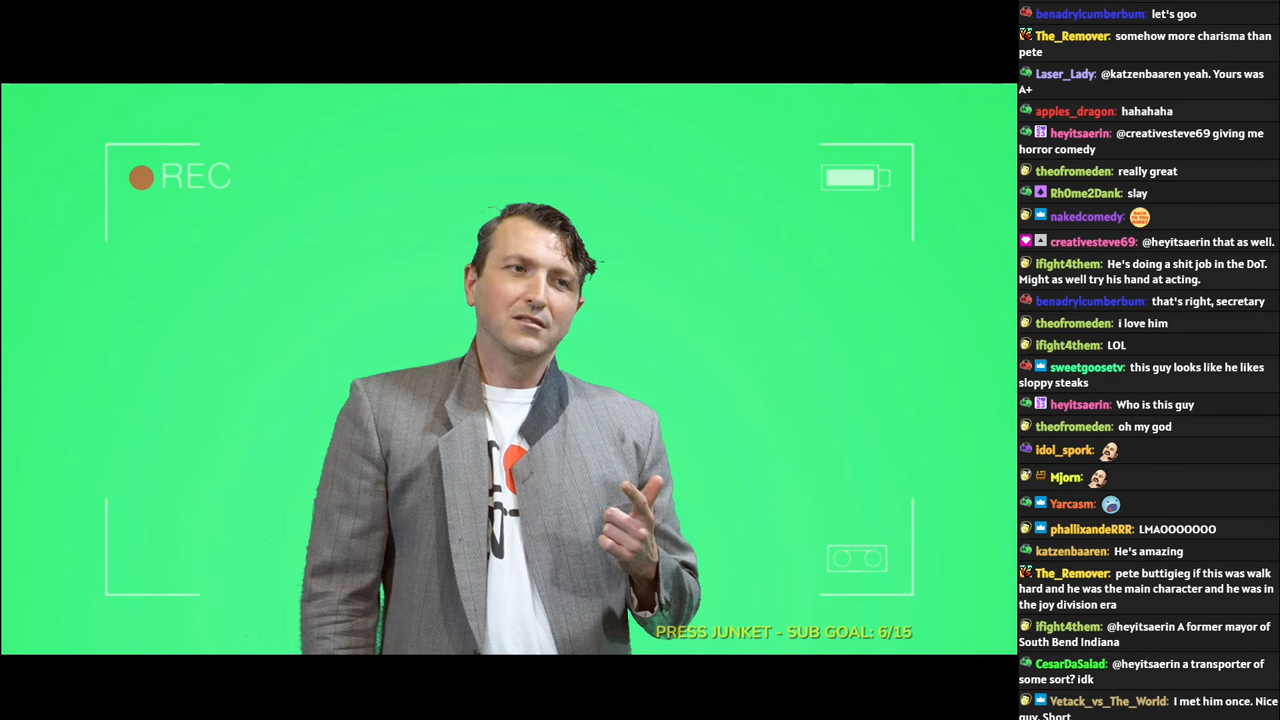 REC
PRESS JUNKET - SUB GOAL: 6/15
benadrylcumberbum: let's goo
The_Remover: somehow more charisma than
pete
Laser_Lady: @katzenbaaren yeah. Yours was
A+
apples_dragon: hahahaha
heyitsaerin: @creativesteve69 giving me
horror comedy
theofromeden: really great
Rh0me2Dank: slay
nakedcomedy:
creativesteve69: @heyitsaerin that as well.
ifight4them: He's doing a shit job in the DoT.
Might as well try his hand at acting.
benadrylcumberbum: that's right, secretary
theofromeden: i love him
ifight4them: LOL
sweetgoosetv: this guy looks like he likes
sloppy steaks
heyitsaerin: Who is this guy
theofromeden: oh my god
idol_spork:
Mjorn:
Yarcasm:
phallixandeRRR: LMAOOOOOOO
katzenbaaren: He's amazing
The_Remover: pete buttigieg if this was walk
hard and he was the main character and he was in
the joy division era
ifight4them: @heyitsaerin A former mayor of
South Bend Indiana
CesarDaSalad: @heyitsaerin a transporter of
some sort? idk
Vetack_vs_The_World: I met him once. Nice
guy. Short